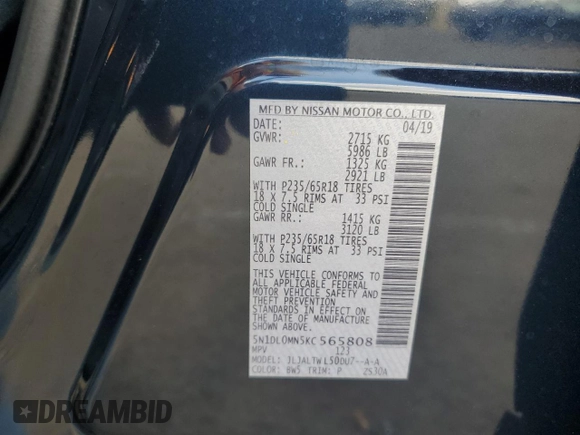 MFD BY NISSAN MOTOR CO., LTD.
DATE: 04/19
GVWR: 2715 KG
5986 LB
GAWR FR.: 1325 KG
2921 LB
WITH P235/65R18 TIRES
18 X 7.5 RIMS AT 33 PSI
COLD SINGLE
GAWR RR.: 1415 KG
3120 LB
WITH P235/65R18 TIRES
18 X 7.5 RIMS AT 33 PSI
COLD SINGLE
THIS VEHICLE CONFORMS TO
ALL APPLICABLE FEDERAL
MOTOR VEHICLE SAFETY AND
THEFT PREVENTION
STANDARDS IN EFFECT ON
THE DATE OF MANUFACTURE
SHOWN ABOVE.
5N1DL0MN5KC565808
MPV 123
MODEL: JLJALTWL50DU7--A-A
COLOR: BW5 TRIM: P 2530A
DREAMBID